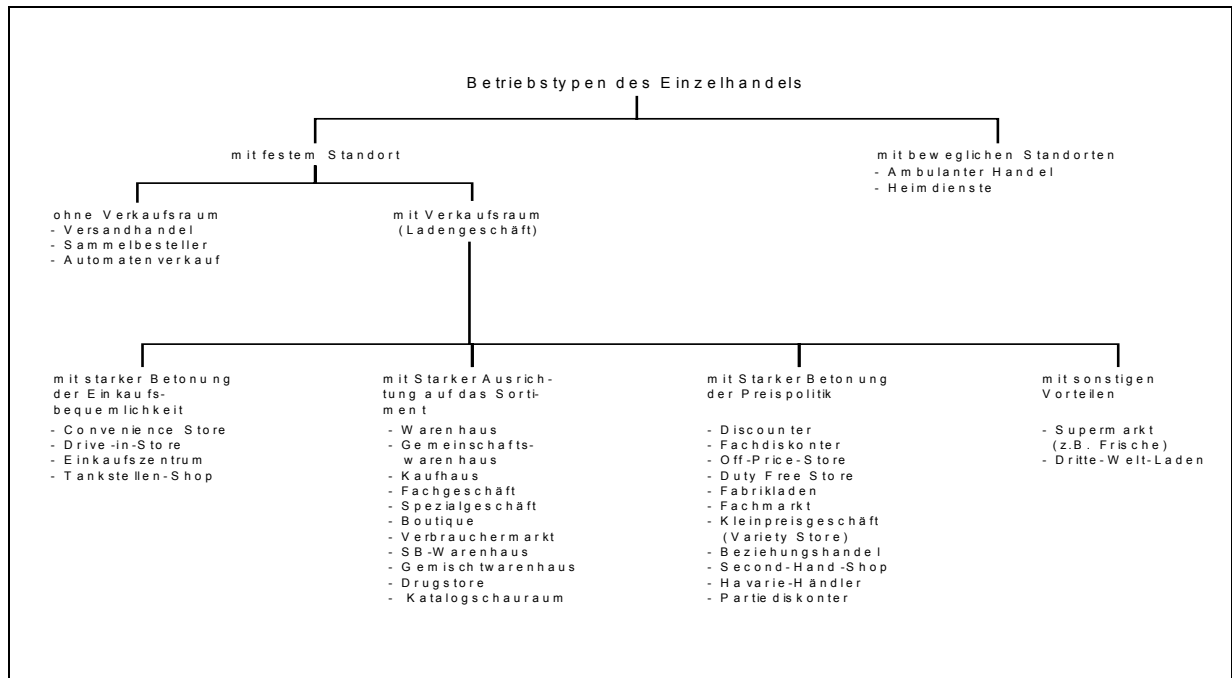 Betriebstypen des Einzelhandels
mit festem Standort
mit beweglichen Standorten
- Ambulanter Handel
- Heimdienste
ohne Verkaufsraum
- Versandhandel
- Sammelbesteller
- Automatenverkauf
mit Verkaufsraum
(Ladengeschäft)
mit starker Betonung
der Einkaufs-
bequemlichkeit
- Convenience Store
- Drive-in-Store
- Einkaufszentrum
- Tankstellen-Shop
mit Starker Ausrich-
tung auf das Sorti-
ment
- Warenhaus
- Gemeinschafts-
warenhaus
- Kaufhaus
- Fachgeschäft
- Spezialgeschäft
- Boutique
- Verbrauchermarkt
- SB-Warenhaus
- Gemischtwarenhaus
- Drugstore
- Katalogschauraum
mit Starker Betonung
der Preispolitik
- Discounter
- Fachdiskonter
- Off-Price-Store
- Duty Free Store
- Fabrikladen
- Fachmarkt
- Kleinpreisgeschäft
(Variety Store)
- Beziehungshandel
- Second-Hand-Shop
- Havarie-Händler
- Partiediskonter
mit sonstigen
Vorteilen
- Supermarkt
(z.B. Frische)
- Dritte-Welt-Laden